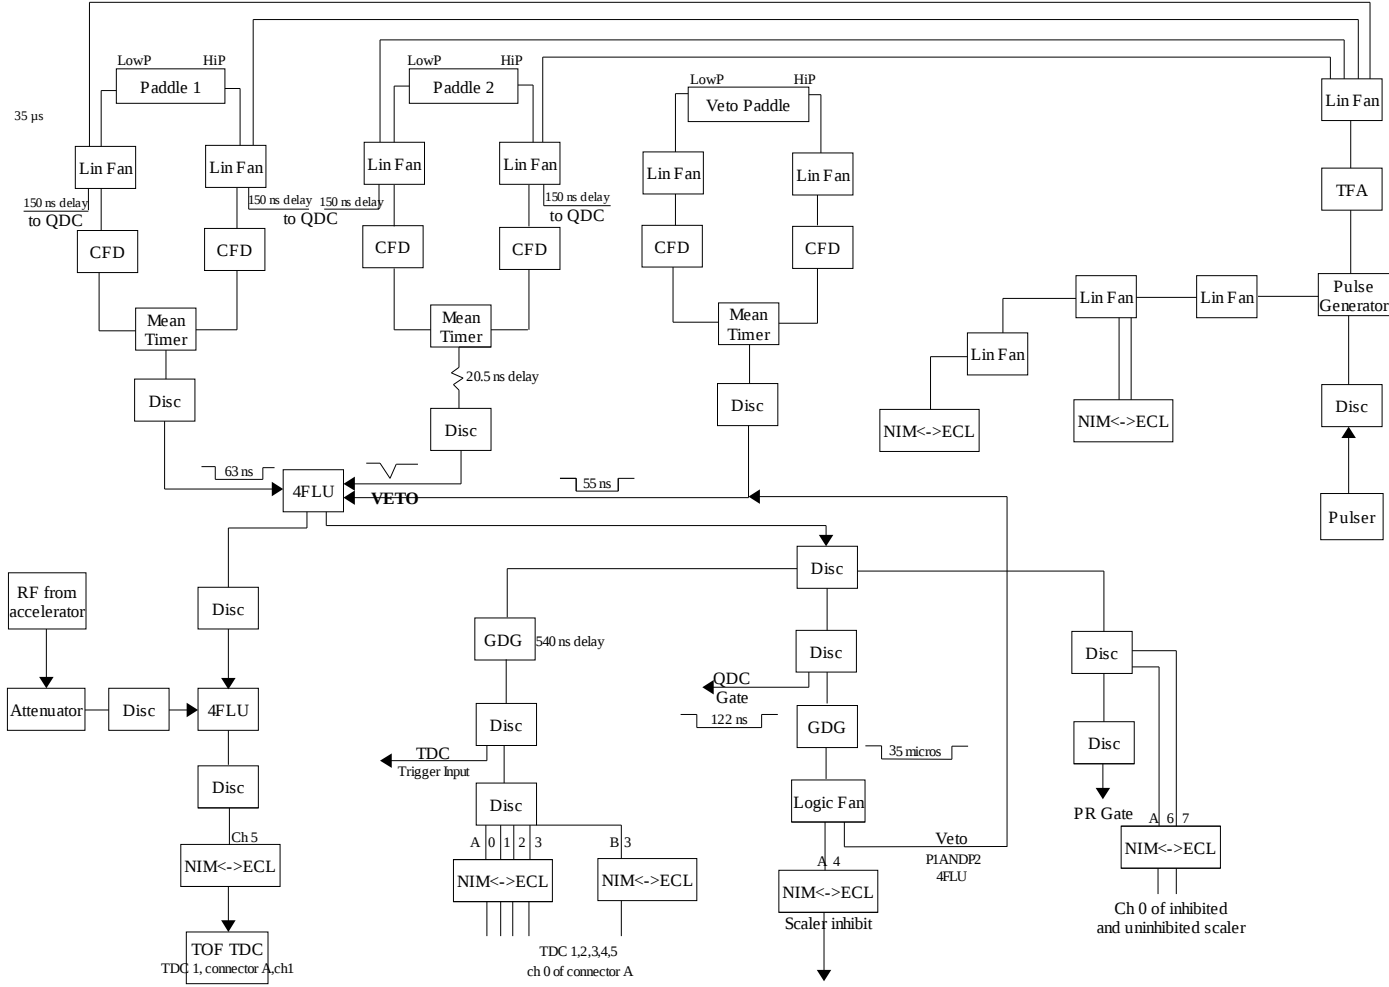 LowP
HiP
Paddle 1
LowP
HiP
Paddle 2
LowP
HiP
Veto Paddle
Lin Fan
35 µs
Lin Fan
Lin Fan
Lin Fan
Lin Fan
Lin Fan
Lin Fan
TFA
150 ns delay
to QDC
150 ns delay
to QDC
150 ns delay
150 ns delay
to QDC
CFD
CFD
CFD
CFD
CFD
CFD
Lin Fan
Lin Fan
Pulse
Generator
Mean
Timer
Mean
Timer
Mean
Timer
Lin Fan
20.5 ns delay
Disc
Disc
Disc
Disc
NIM<->ECL
NIM<->ECL
63 ns
4FLU
VETO
55 ns
Pulser
RF from
accelerator
Disc
Disc
GDG
540 ns delay
Disc
Disc
QDC
Gate
122 ns
Attenuator
Disc
4FLU
Disc
GDG
Disc
TDC
Trigger Input
35 micros
Disc
Disc
Logic Fan
PR Gate
Ch 5
A 0 1 2 3
B 3
A 4
Veto
P1ANDP2
4FLU
A 6 7
NIM<->ECL
NIM<->ECL
NIM<->ECL
NIM<->ECL
NIM<->ECL
Scaler inhibit
Ch 0 of inhibited
and uninhibited scaler
TOF TDC
TDC 1, connector A,ch1
TDC 1,2,3,4,5
ch 0 of connector A